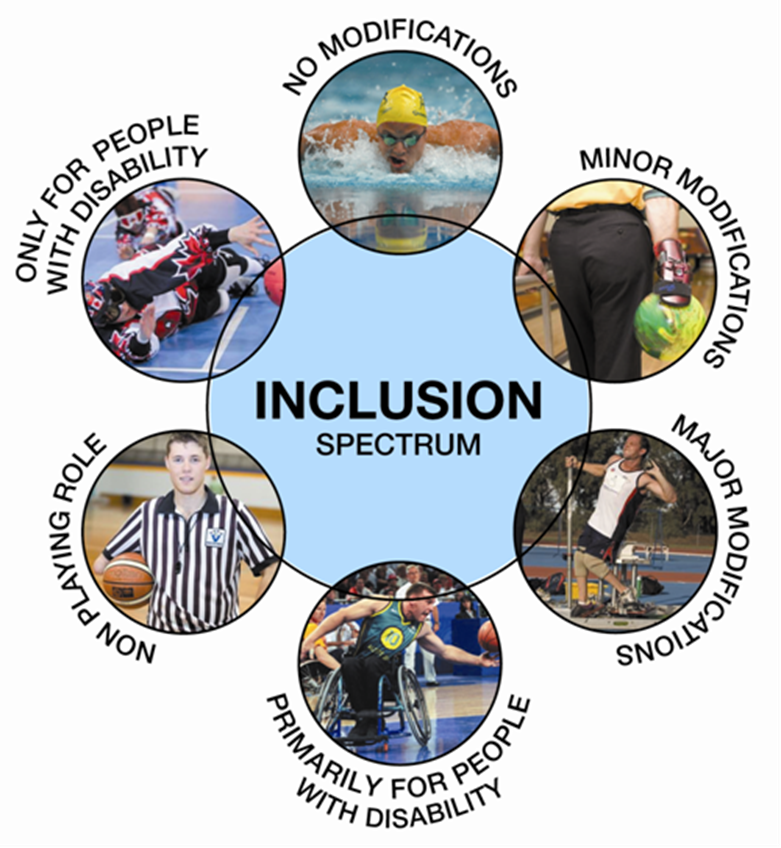 NO MODIFICATIONS
MINOR MODIFICATIONS
MAJOR MODIFICATIONS
PRIMARILY FOR PEOPLE
WITH DISABILITY
NON PLAYING ROLE
ONLY FOR PEOPLE
WITH DISABILITY
INCLUSION
SPECTRUM